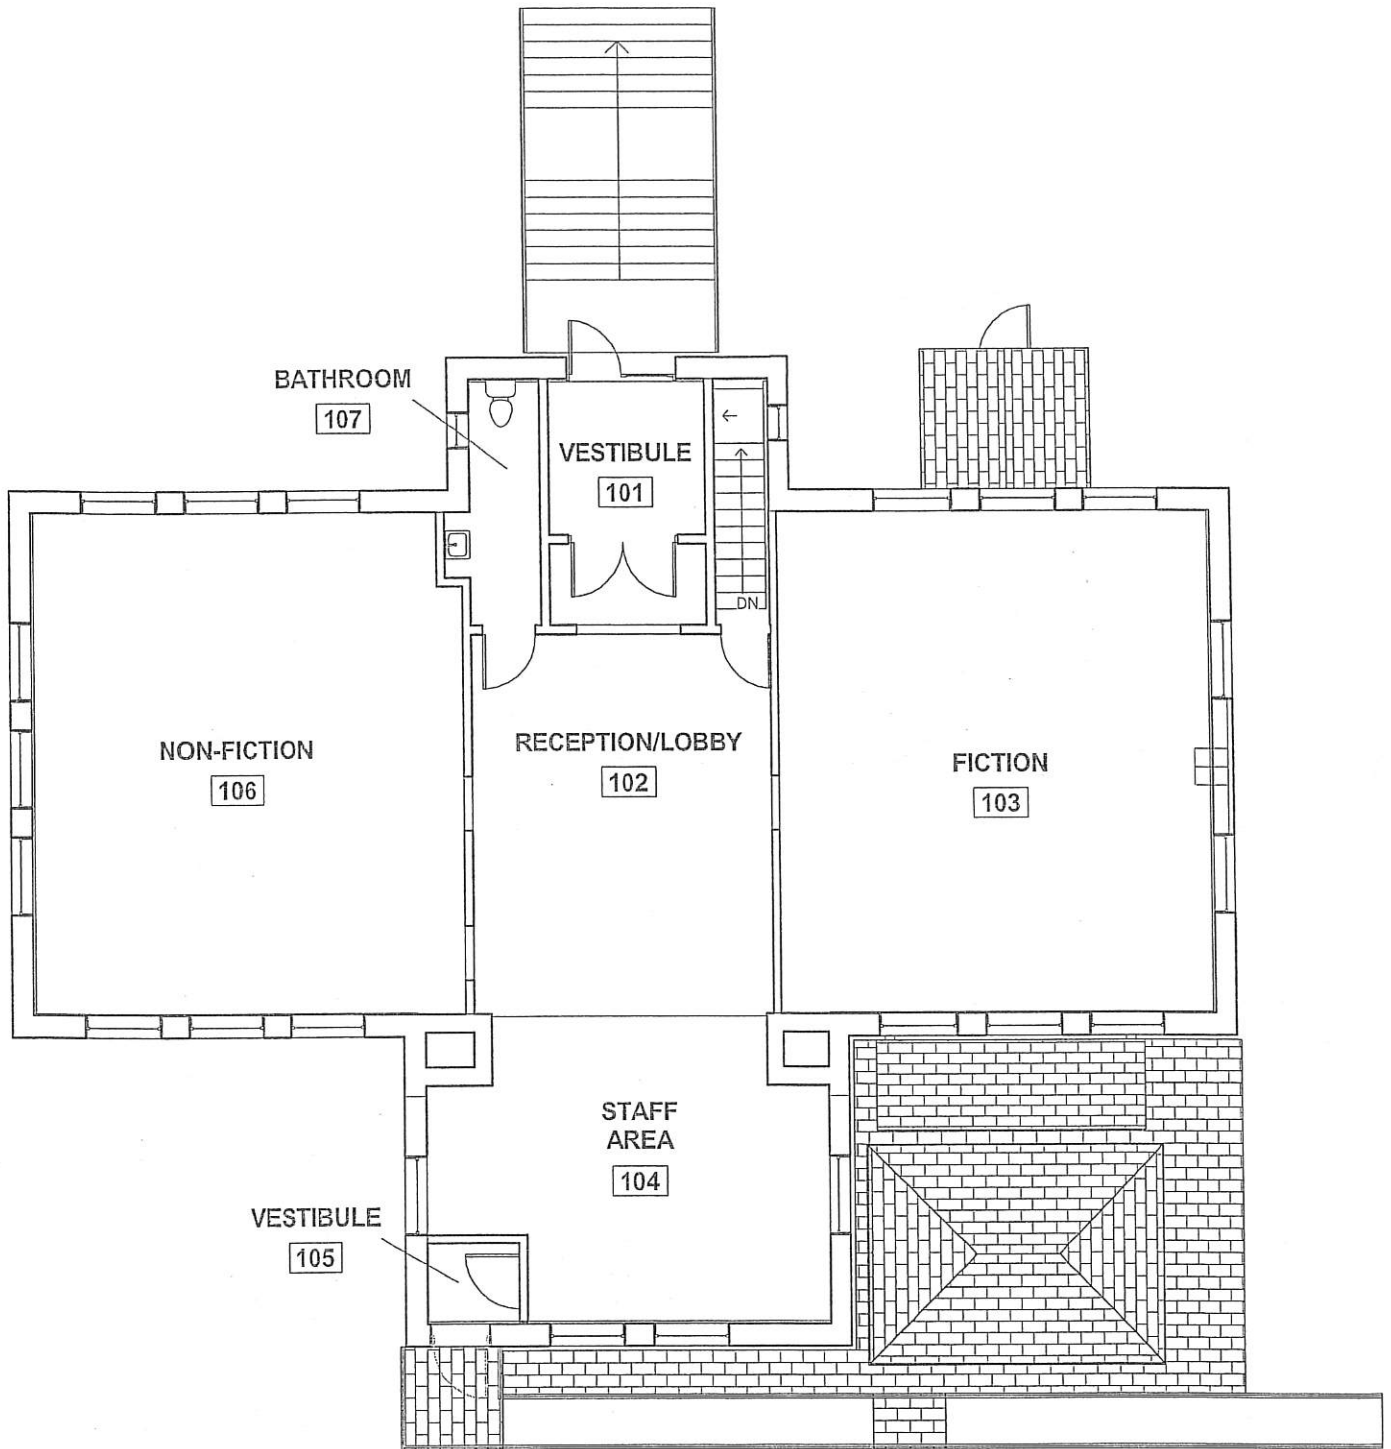 BATHROOM
107
VESTIBULE
101
DN
NON-FICTION
106
RECEPTION/LOBBY
102
FICTION
103
STAFF
AREA
104
VESTIBULE
105